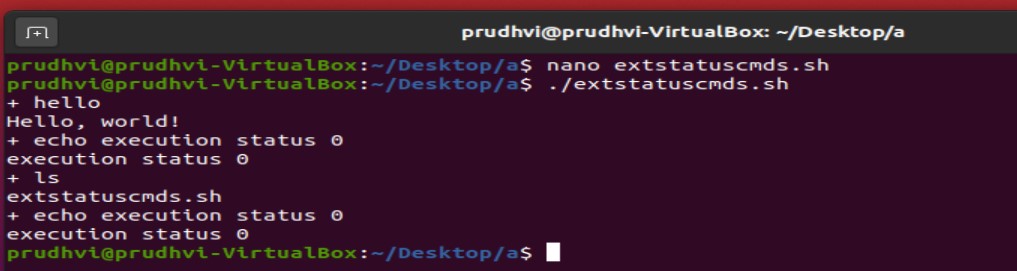 prudhvi@prudhvi-VirtualBox: ~/Desktop/a
prudhvi@prudhvi-VirtualBox:~/Desktop/a$ nano extstatuscmds.sh
prudhvi@prudhvi-VirtualBox:~/Desktop/a$ ./extstatuscmds.sh
+ hello
Hello, world!
+ echo execution status 0
execution status 0
+ ls
extstatuscmds.sh
+ echo execution status 0
execution status 0
prudhvi@prudhvi-VirtualBox:~/Desktop/a$